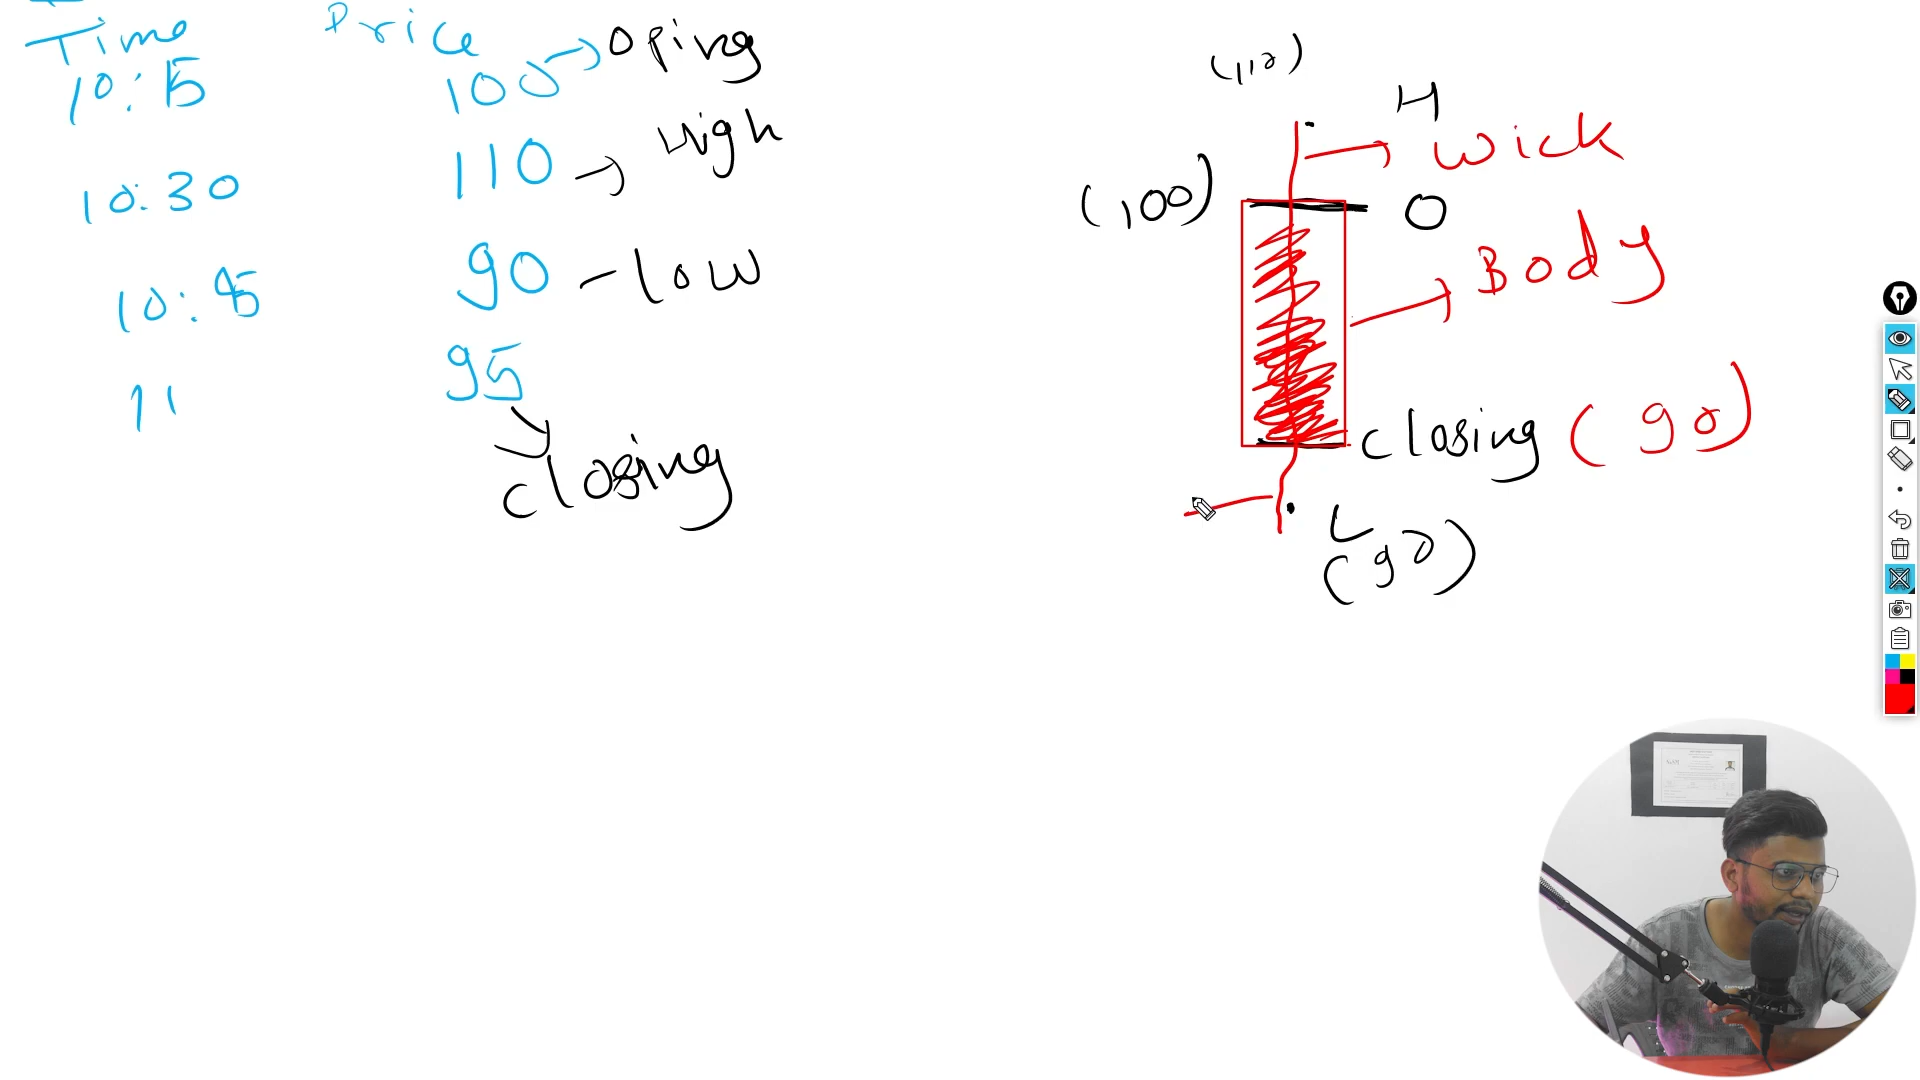 Time Price
10:15 100 → Oping
10:30 110 → High
10:45 90 - low
11 95
closing
(110)
H
Wick
(100) O
Body
closing (90)
L
(90)